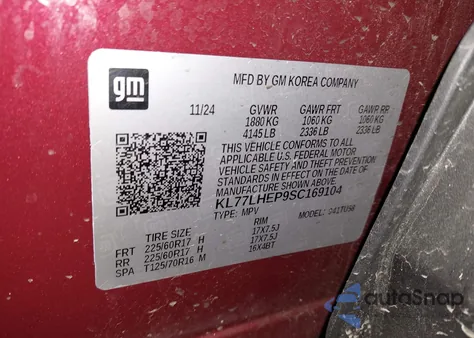 gm
MFD BY GM KOREA COMPANY
11/24 GVWR GAWR FRT GAWR RR
1880 KG 1060 KG 1060 KG
4145 LB 2336 LB 2336 LB
THIS VEHICLE CONFORMS TO ALL
APPLICABLE U.S. FEDERAL MOTOR
VEHICLE SAFETY AND THEFT
STANDARDS IN EFFECT ON THE DATE OF
MANUFACTURE SHOWN ABOVE.
KL77LHEP9SC169104
TYPE: MPV MODEL:
TIRE SIZE RIM
FRT 225/60R17 H 17X7.5J
RR 225/60R17 H 17X7.5J
SPA T125/70R16 M 16X4BT
autoSnap